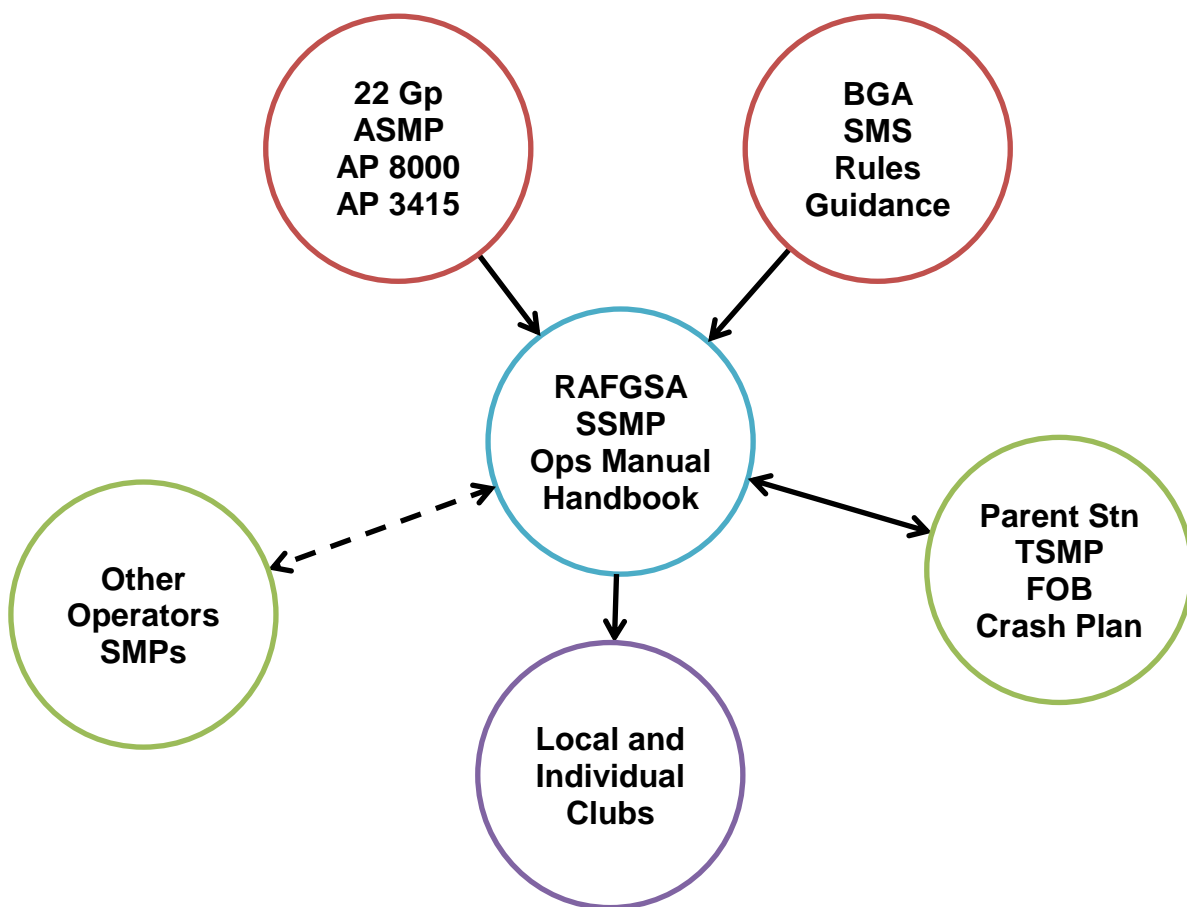 22 Gp
ASMP
AP 8000
AP 3415
BGA
SMS
Rules
Guidance
RAFGSA
SSMP
Ops Manual
Handbook
Other
Operators
SMPs
Parent Stn
TSMP
FOB
Crash Plan
Local and
Individual
Clubs